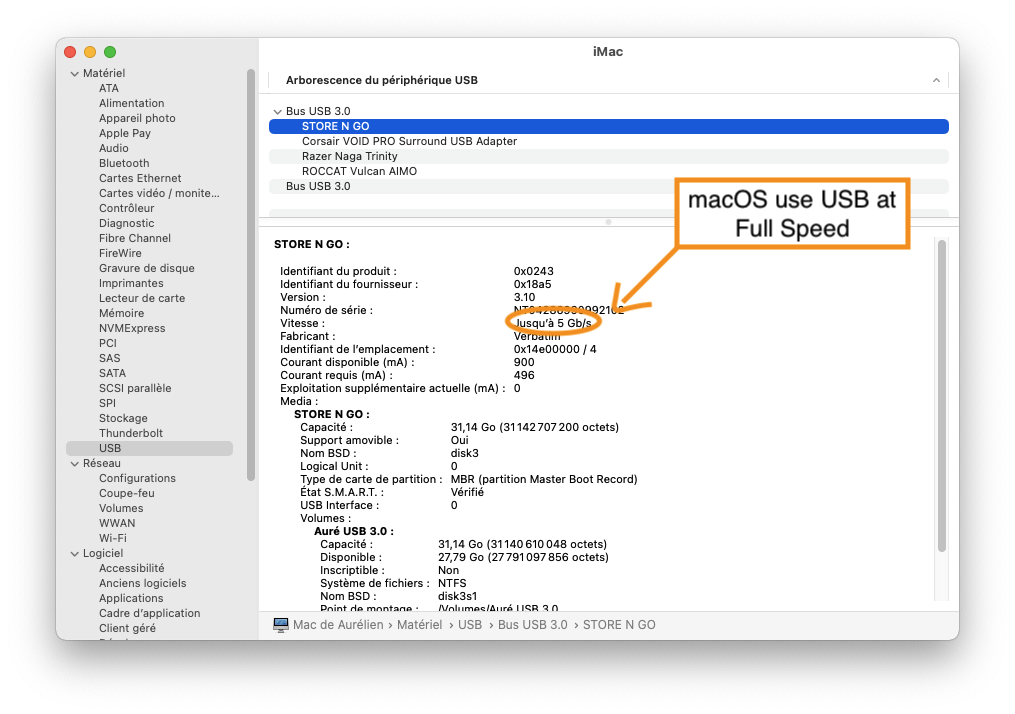 iMac
Matériel
ATA
Alimentation
Appareil photo
Apple Pay
Audio
Bluetooth
Cartes Ethernet
Cartes vidéo / monite...
Contrôleur
Diagnostic
Fibre Channel
FireWire
Gravure de disque
Imprimantes
Lecteur de carte
Mémoire
NVMExpress
PCI
SAS
SATA
SCSI parallèle
SPI
Stockage
Thunderbolt
USB
Réseau
Configurations
Coupe-feu
Volumes
WWAN
Wi-Fi
Logiciel
Accessibilité
Anciens logiciels
Applications
Cadre d’application
Client géré
Arborescence du périphérique USB
Bus USB 3.0
STORE N GO
Corsair VOID PRO Surround USB Adapter
Razer Naga Trinity
ROCCAT Vulcan AIMO
Bus USB 3.0
macOS use USB at
Full Speed
STORE N GO :
Identifiant du produit : 0x0243
Identifiant du fournisseur : 0x18a5
Version : 3.10
Numéro de série :
Vitesse : Jusqu’à 5 Gb/s
Fabricant : Verbatim
Identifiant de l’emplacement : 0x14e00000 / 4
Courant disponible (mA) : 900
Courant requis (mA) : 496
Exploitation supplémentaire actuelle (mA) : 0
Media :
STORE N GO :
Capacité : 31,14 Go (31 142 707 200 octets)
Support amovible : Oui
Nom BSD : disk3
Logical Unit : 0
Type de carte de partition : MBR (partition Master Boot Record)
État S.M.A.R.T. : Vérifié
USB Interface : 0
Volumes :
Auré USB 3.0 :
Capacité : 31,14 Go (31 140 610 048 octets)
Disponible : 27,79 Go (27 791 097 856 octets)
Inscriptible : Non
Système de fichiers : NTFS
Nom BSD : disk3s1
Point de montage : /Volumes/Auré USB 3.0
Mac de Aurélien › Matériel › USB › Bus USB 3.0 › STORE N GO